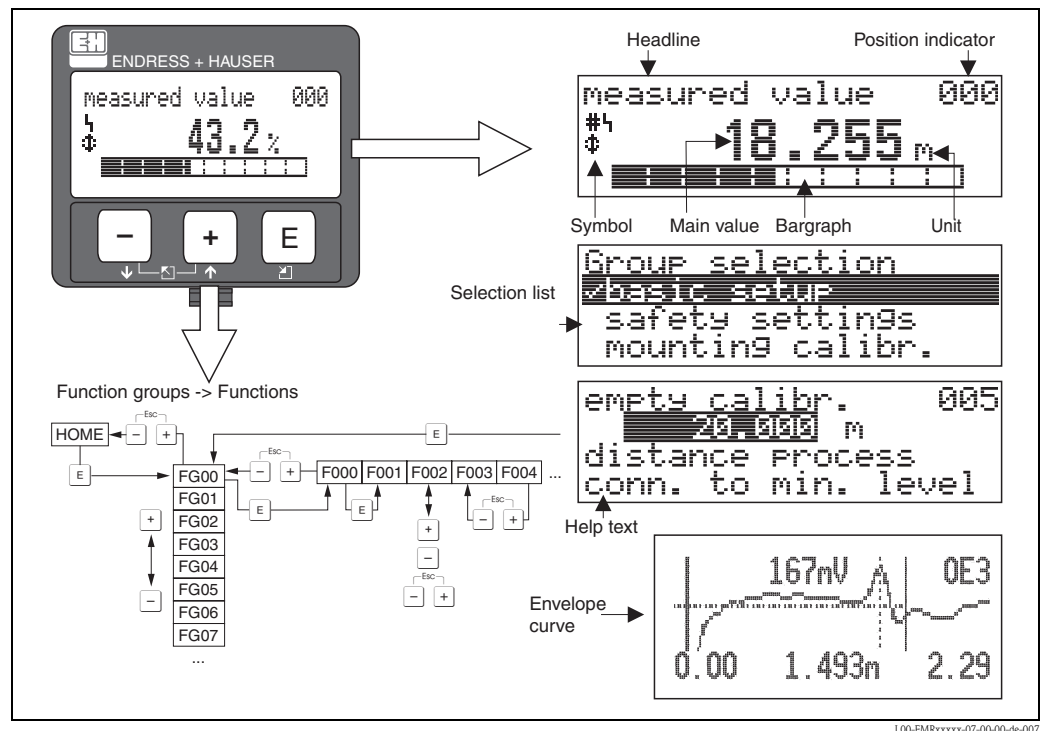 E+H
ENDRESS + HAUSER
measured value 000
43.2 %
− + E
Headline
Position indicator
measured value 000
18.255 m
Symbol
Main value
Bargraph
Unit
Selection list
Group selection
basic setup
safety settings
mounting calibr.
Function groups -> Functions
Esc
HOME
− +
E
E
FG00
FG01
FG02
FG03
FG04
FG05
FG06
FG07
...
+
−
Esc
− +
E
F000 F001 F002 F003 F004 ...
E
+
−
Esc
− +
Esc
− +
empty calibr. 005
20.000 m
distance process
conn. to min. level
Help text
Envelope
curve
167mV 0E3
0.00 1.493m 2.29
L00-FMRxxxxx-07-00-00-de-007